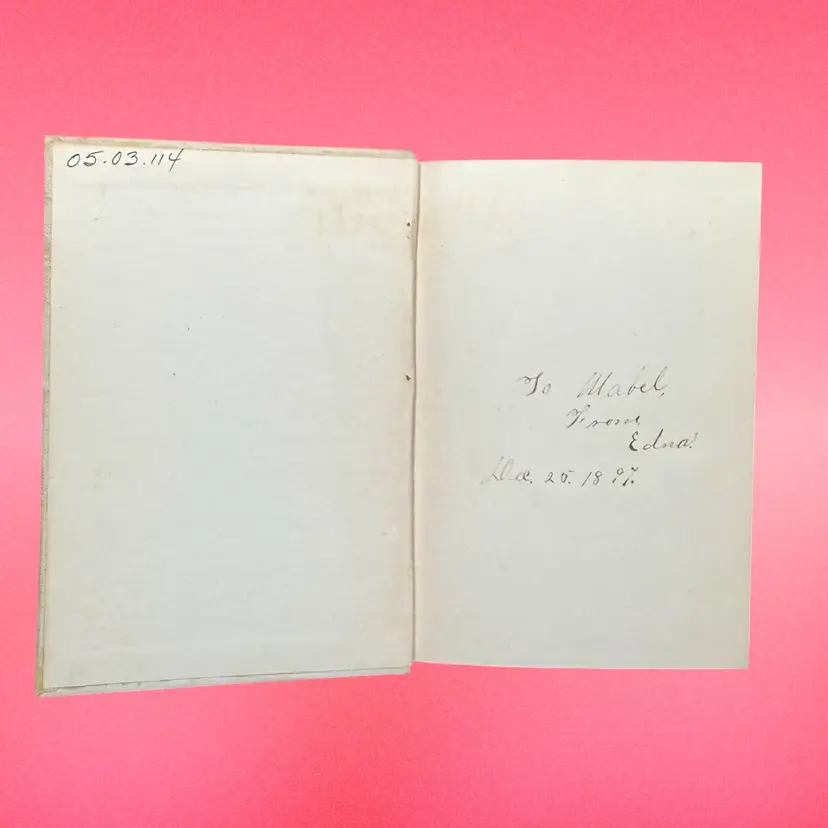 05.03.114
To Mabel,
From,
Edna.
Dec. 25. 1897.